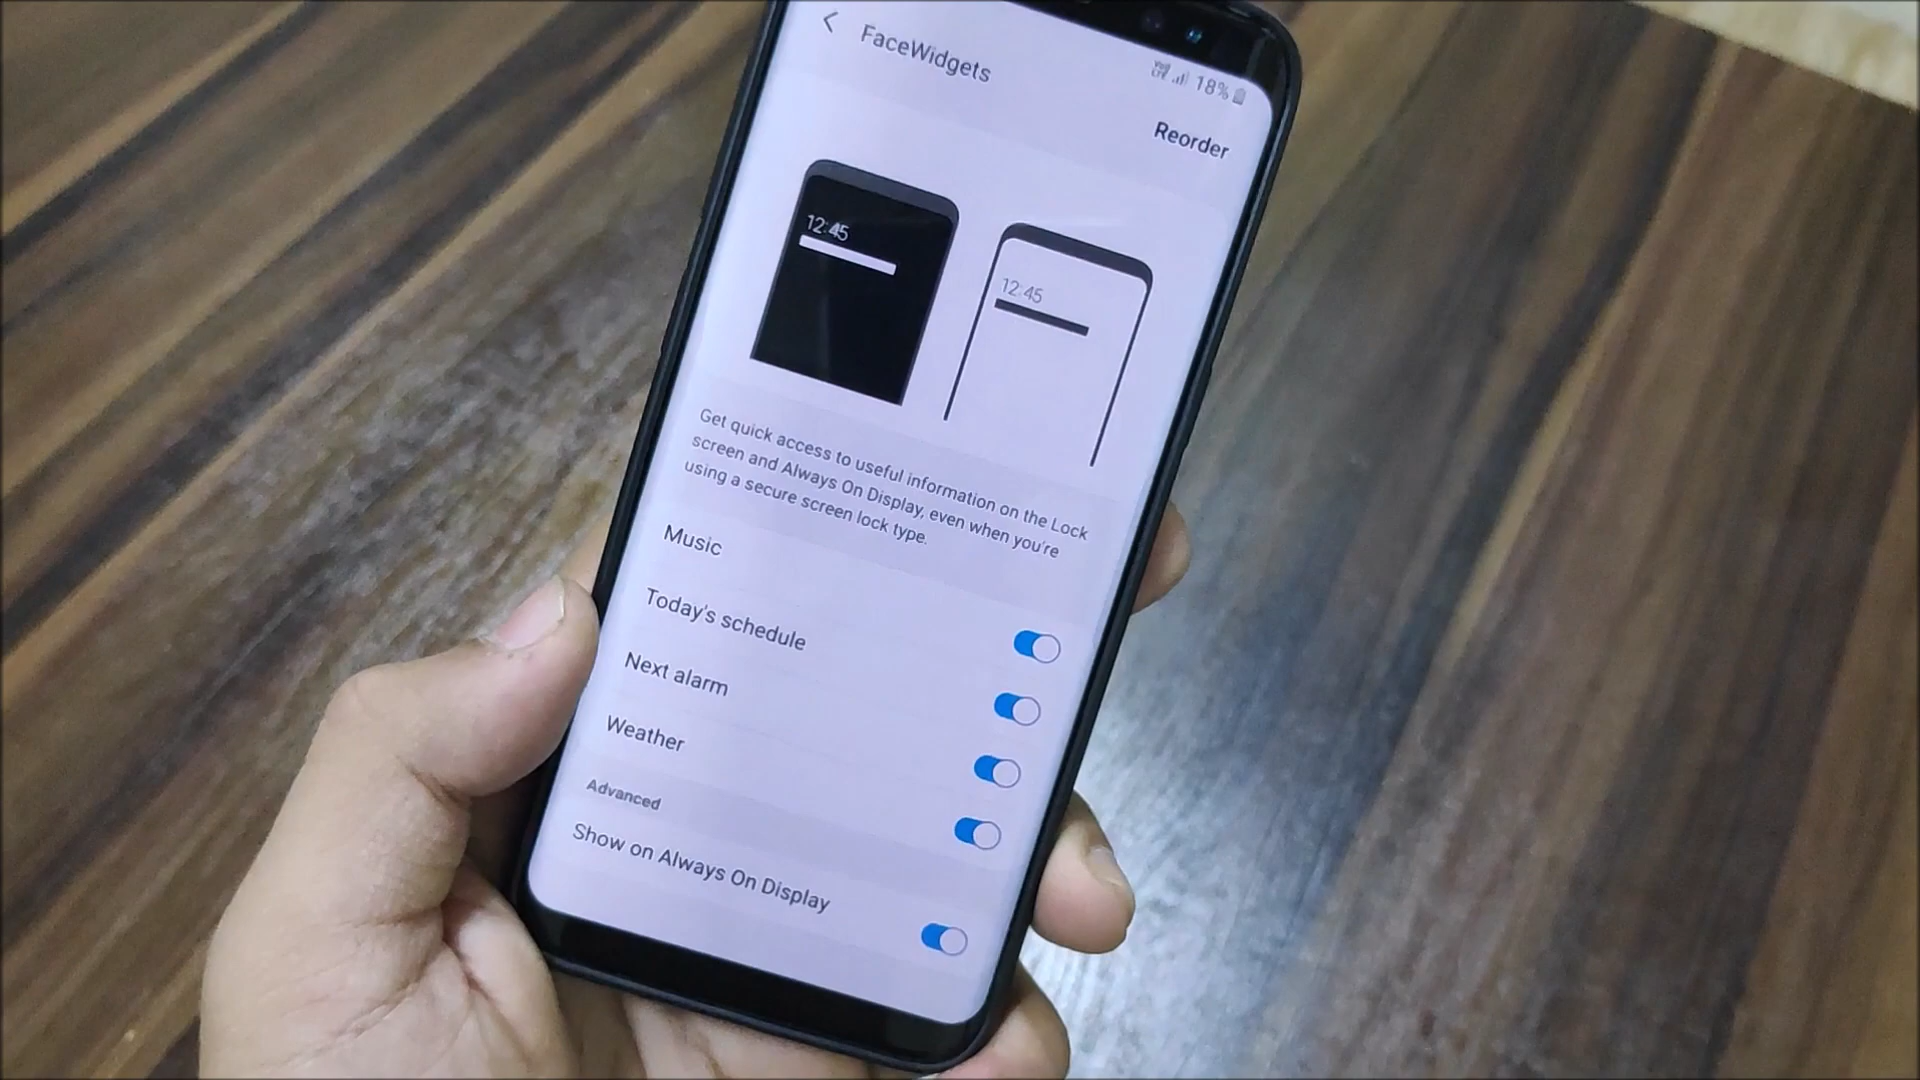 FaceWidgets
18%
Reorder
12:45
12:45
Get quick access to useful information on the Lock
screen and Always On Display, even when you're
using a secure screen lock type.
Music
Today's schedule
Next alarm
Weather
Advanced
Show on Always On Display